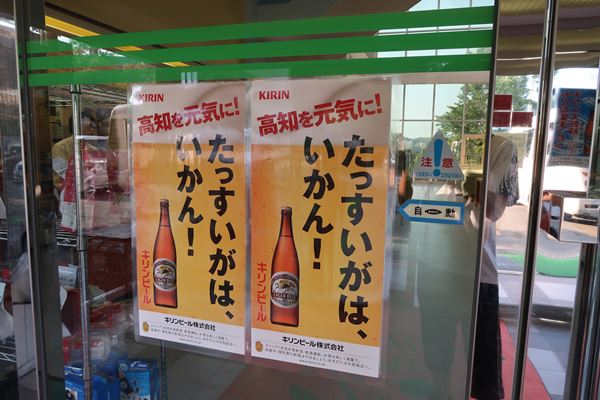 KIRIN
高知を元気に!
たっすいがは、
いかん!
キリンビール
キリンビール株式会社
KIRIN
高知を元気に!
たっすいがは、
いかん!
キリンビール
キリンビール株式会社
注意
自動